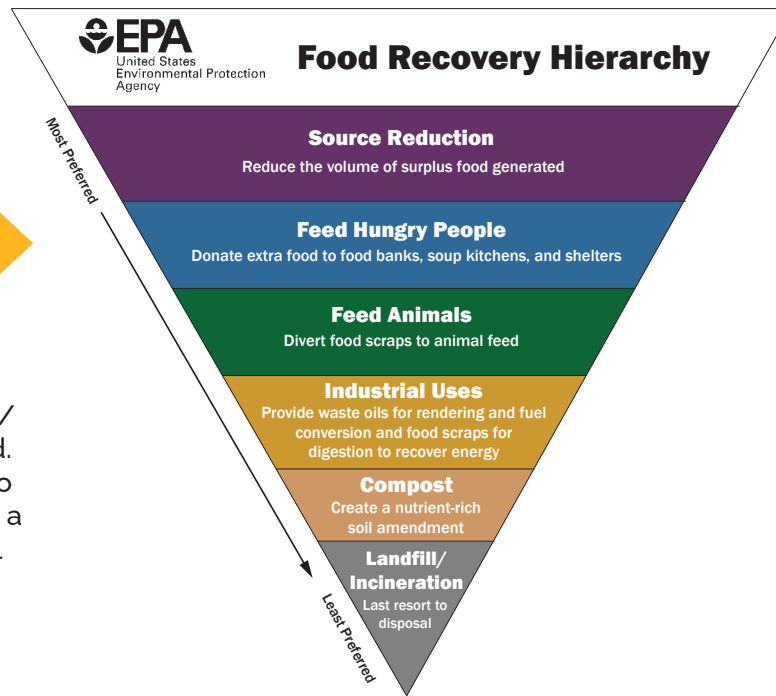 EPA
United States
Environmental Protection
Agency
Food Recovery Hierarchy
Most Preferred
Source Reduction
Reduce the volume of surplus food generated
Feed Hungry People
Donate extra food to food banks, soup kitchens, and shelters
Feed Animals
Divert food scraps to animal feed
Industrial Uses
Provide waste oils for rendering and fuel
conversion and food scraps for
digestion to recover energy
Compost
Create a nutrient-rich
soil amendment
Landfill/
Incineration
Last resort to
disposal
Least Preferred
/
d.
o
a